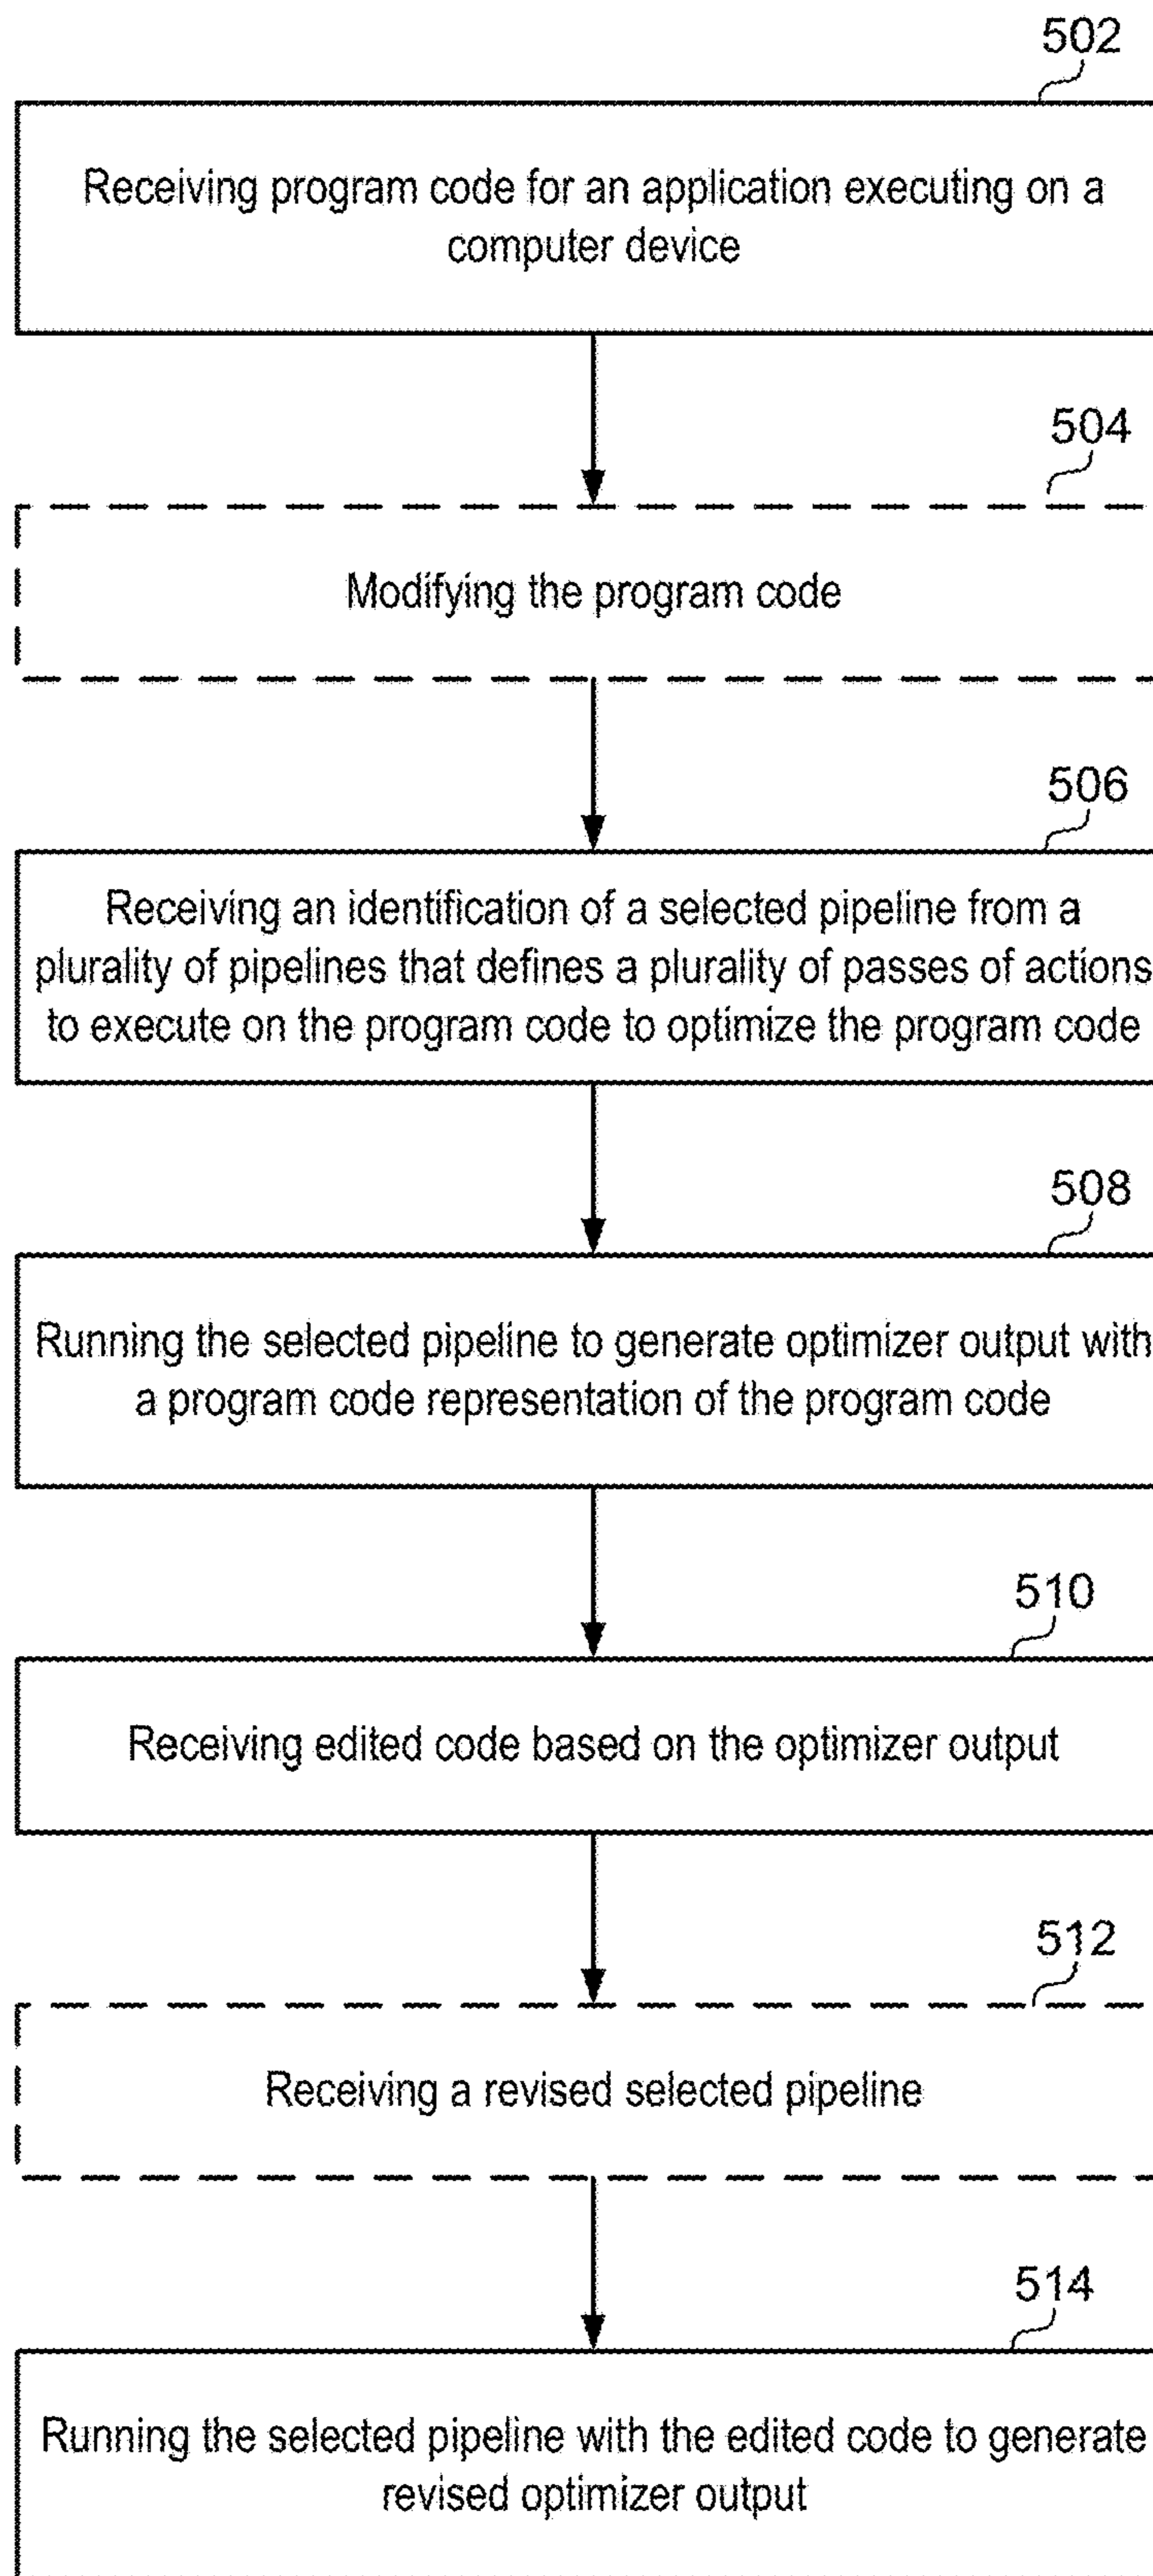 502
Receiving program code for an application executing on a
computer device
504
Modifying the program code
506
Receiving an identification of a selected pipeline from a
plurality of pipelines that defines a plurality of passes of actions
to execute on the program code to optimize the program code
508
Running the selected pipeline to generate optimizer output with
a program code representation of the program code
510
Receiving edited code based on the optimizer output
512
Receiving a revised selected pipeline
514
Running the selected pipeline with the edited code to generate
revised optimizer output